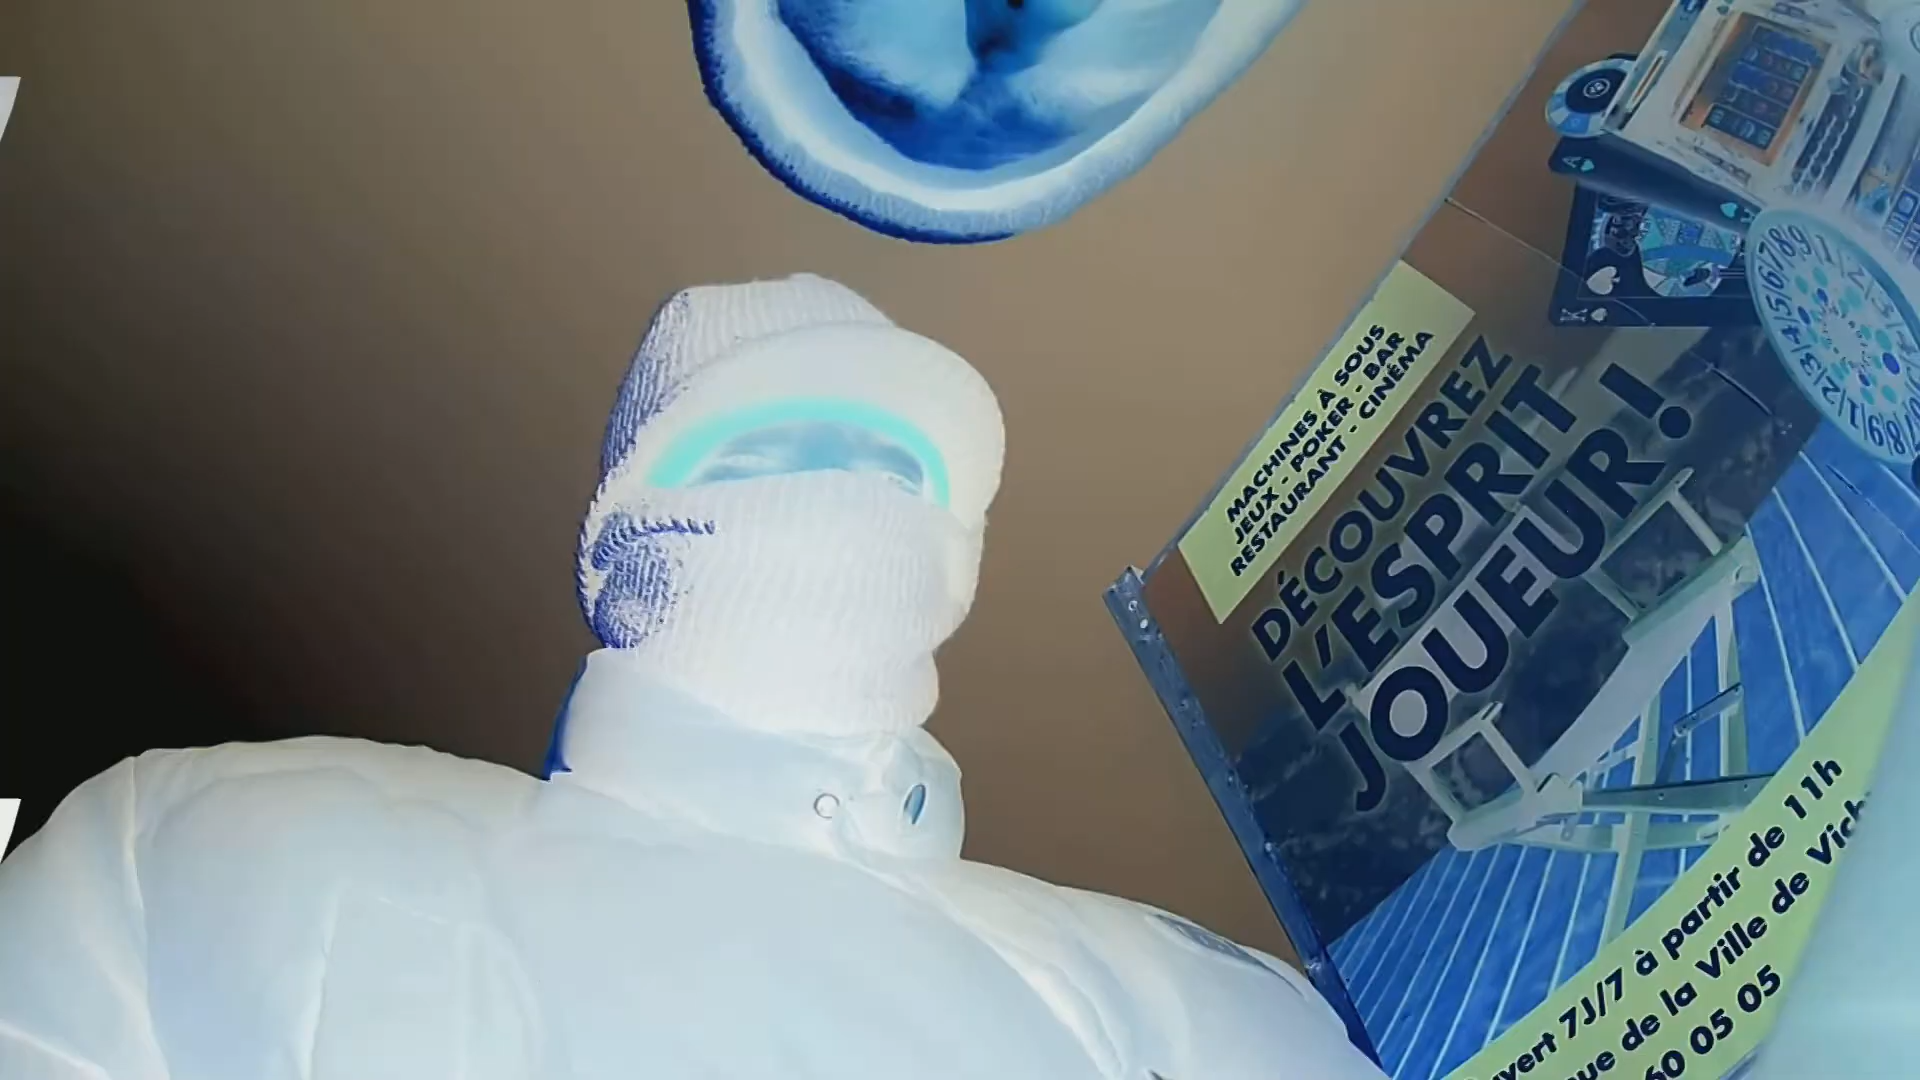 MACHINES À SOUS
JEUX - POKER - BAR
RESTAURANT - CINÉMA
DÉCOUVREZ
L'ESPRIT
JOUEUR !
7J/7 à partir de 11h
de la Ville de
60 05 05
A
K